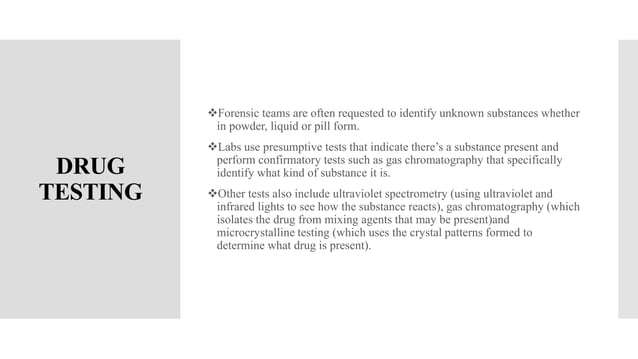 DRUG
TESTING
❖Forensic teams are often requested to identify unknown substances whether
in powder, liquid or pill form.
❖Labs use presumptive tests that indicate there’s a substance present and
perform confirmatory tests such as gas chromatography that specifically
identify what kind of substance it is.
❖Other tests also include ultraviolet spectrometry (using ultraviolet and
infrared lights to see how the substance reacts), gas chromatography (which
isolates the drug from mixing agents that may be present)and
microcrystalline testing (which uses the crystal patterns formed to
determine what drug is present).